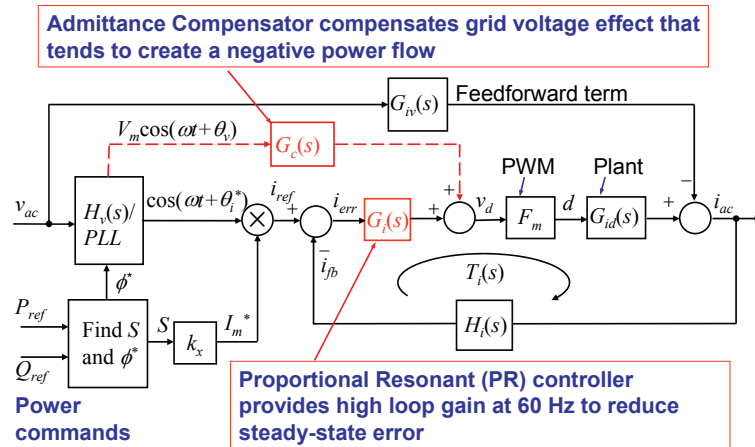 Admittance Compensator compensates grid voltage effect that
tends to create a negative power flow
G_iv(s)
Feedforward term
V_m cos(ωt+θ_v)
G_c(s)
PWM
Plant
v_ac
H_v(s)/
PLL
cos(ωt+θ_i*)
×
i_ref
+
i_err
G_i(s)
+
+
v_d
F_m
d
G_id(s)
+
−
i_ac
−
i_fb
T_i(s)
H_i(s)
ϕ*
P_ref
Q_ref
Find S
and ϕ*
S
k_x
I_m*
Power
commands
Proportional Resonant (PR) controller
provides high loop gain at 60 Hz to reduce
steady-state error